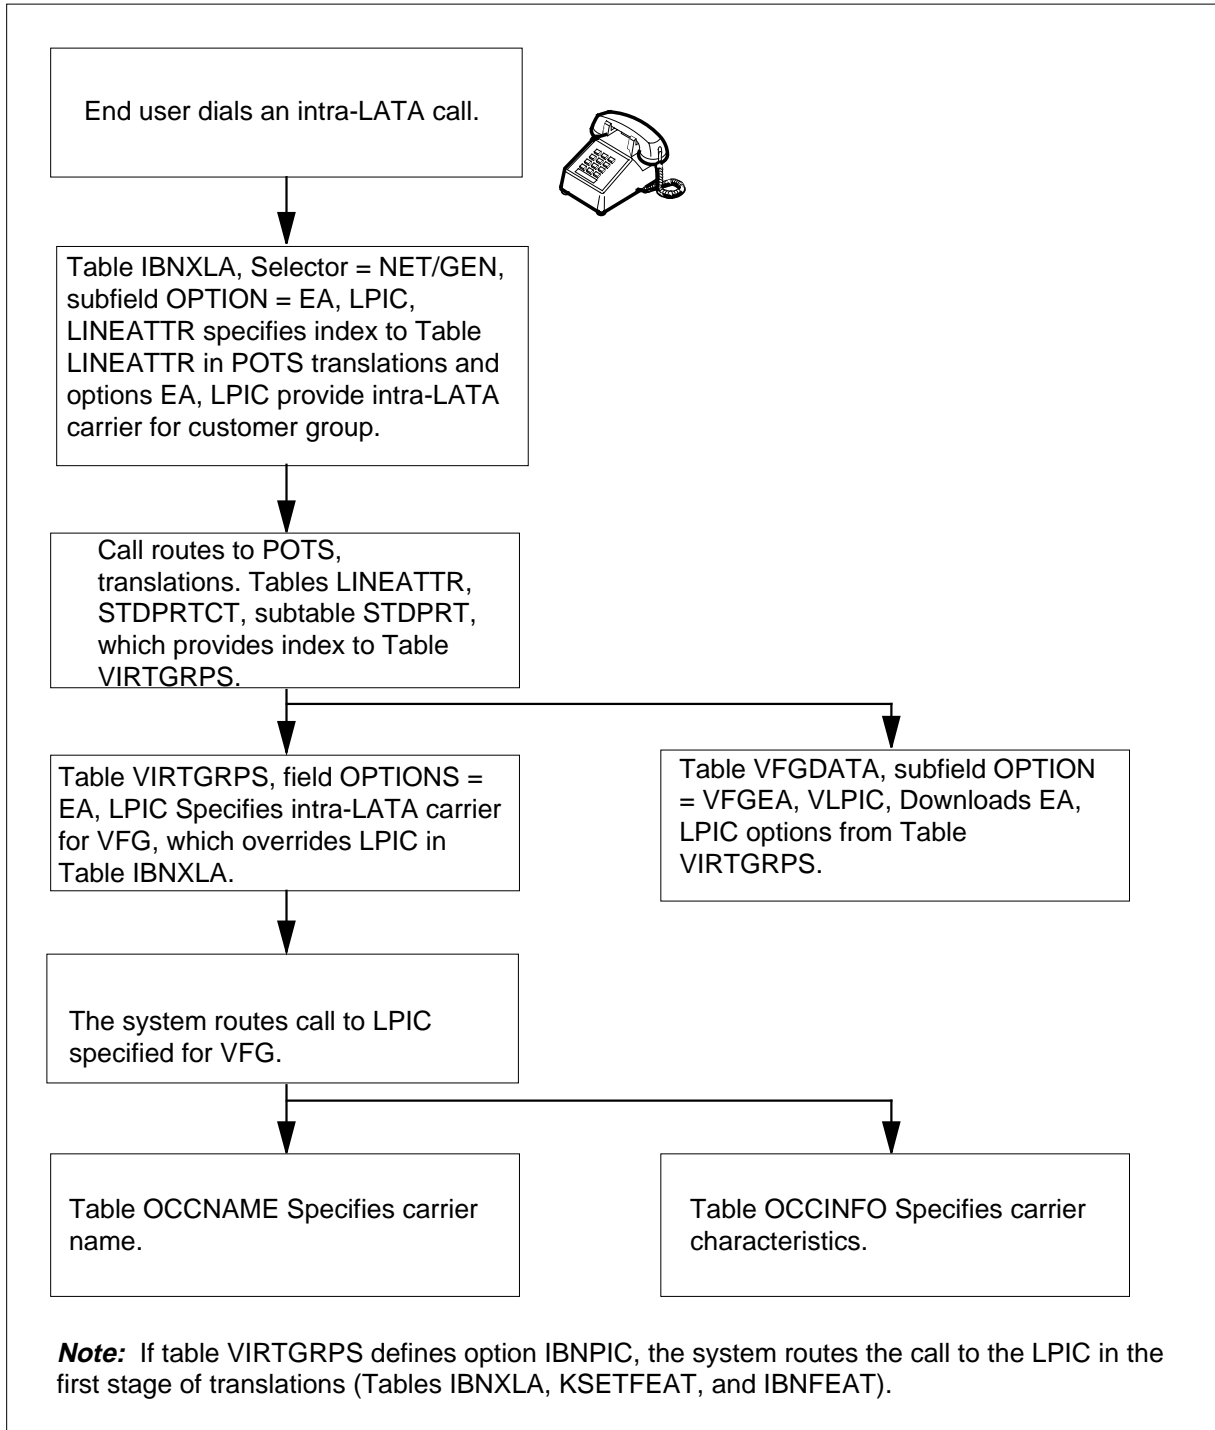 End user dials an intra-LATA call.
Table IBNXLA, Selector = NET/GEN,
subfield OPTION = EA, LPIC,
LINEATTR specifies index to Table
LINEATTR in POTS translations and
options EA, LPIC provide intra-LATA
carrier for customer group.
Call routes to POTS,
translations. Tables LINEATTR,
STDPRTCT, subtable STDPRT,
which provides index to Table
VIRTGRPS.
Table VIRTGRPS, field OPTIONS =
EA, LPIC Specifies intra-LATA carrier
for VFG, which overrides LPIC in
Table IBNXLA.
Table VFGDATA, subfield OPTION
= VFGEA, VLPIC, Downloads EA,
LPIC options from Table
VIRTGRPS.
The system routes call to LPIC
specified for VFG.
Table OCCNAME Specifies carrier
name.
Table OCCINFO Specifies carrier
characteristics.
Note: If table VIRTGRPS defines option IBNPIC, the system routes the call to the LPIC in the
first stage of translations (Tables IBNXLA, KSETFEAT, and IBNFEAT).